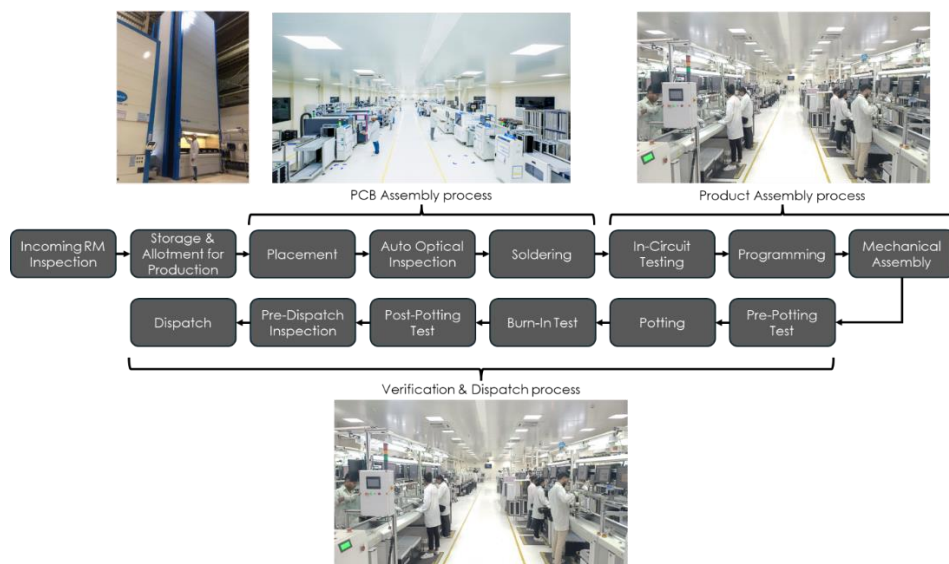 PCB Assembly process
Product Assembly process
Incoming RM
Inspection
Storage &
Allotment for
Production
Placement
Auto Optical
Inspection
Soldering
In-Circuit
Testing
Programming
Mechanical
Assembly
Dispatch
Pre-Dispatch
Inspection
Post-Potting
Test
Burn-In Test
Potting
Pre-Potting
Test
Verification & Dispatch process